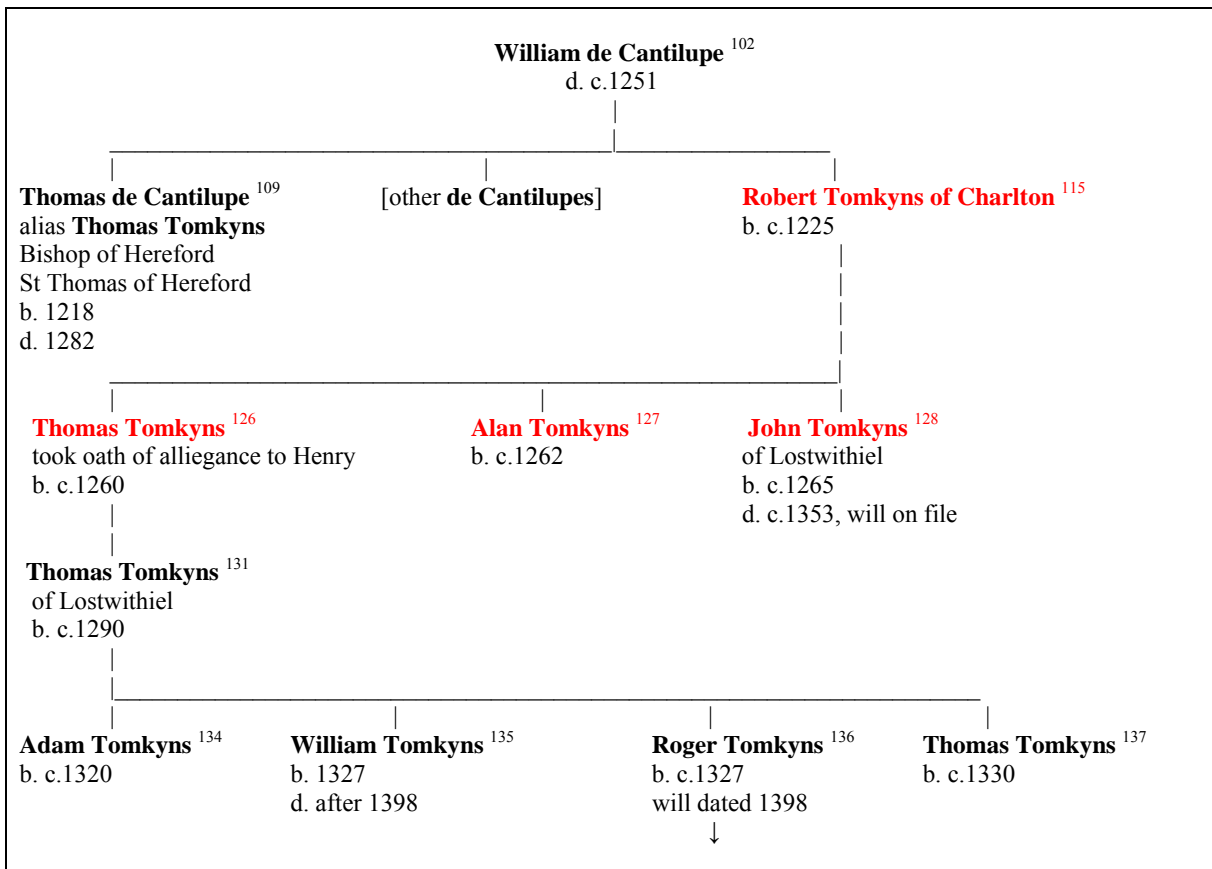 William de Cantilupe 102
d. c.1251
Thomas de Cantilupe 109
alias Thomas Tomkyns
Bishop of Hereford
St Thomas of Hereford
b. 1218
d. 1282
[other de Cantilupes]
Robert Tomkyns of Charlton 115
b. c.1225
Thomas Tomkyns 126
took oath of alliegance to Henry
b. c.1260
Alan Tomkyns 127
b. c.1262
John Tomkyns 128
of Lostwithiel
b. c.1265
d. c.1353, will on file
Thomas Tomkyns 131
of Lostwithiel
b. c.1290
Adam Tomkyns 134
b. c.1320
William Tomkyns 135
b. 1327
d. after 1398
Roger Tomkyns 136
b. c.1327
will dated 1398
↓
Thomas Tomkyns 137
b. c.1330